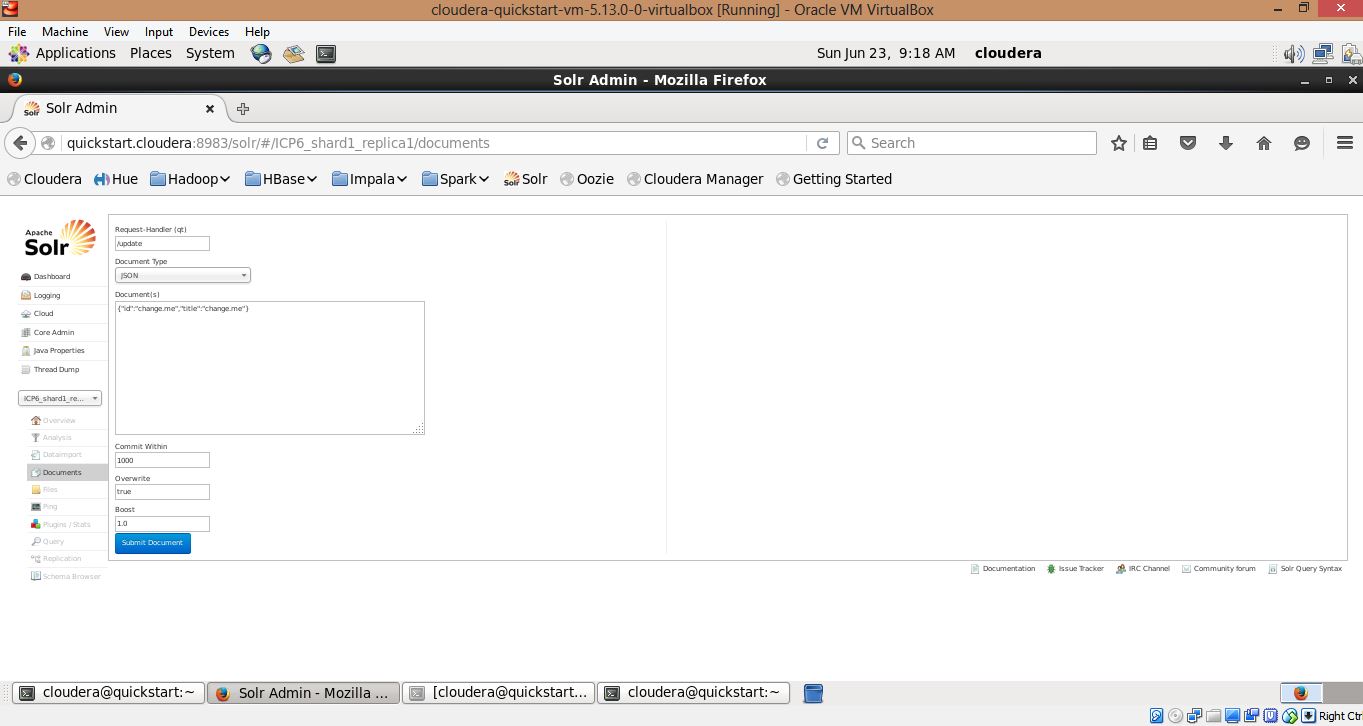 cloudera-quickstart-vm-5.13.0-0-virtualbox [Running] - Oracle VM VirtualBox
File Machine View Input Devices Help
Applications Places System Sun Jun 23, 9:18 AM cloudera
Solr Admin - Mozilla Firefox
Solr Solr Admin
quickstart.cloudera:8983/solr/#/ICP6_shard1_replica1/documents Search
Cloudera Hue Hadoop HBase Impala Spark Solr Solr Oozie Cloudera Manager Getting Started
Apache
Solr
Dashboard
Logging
Cloud
Core Admin
Java Properties
Thread Dump
ICP6_shard1_re...
Overview
Analysis
Dataimport
Documents
Files
Ping
Plugins / Stats
Query
Replication
Schema Browser
Request-Handler (qt)
/update
Document Type
JSON
Document(s)
{"id":"change.me","title":"change.me"}
Commit Within
1000
Overwrite
true
Boost
1.0
Submit Document
Documentation Issue Tracker IRC Channel Community forum Solr Query Syntax
cloudera@quickstart:~ Solr Admin - Mozilla ... [cloudera@quickstart... cloudera@quickstart:~
Right Ctrl